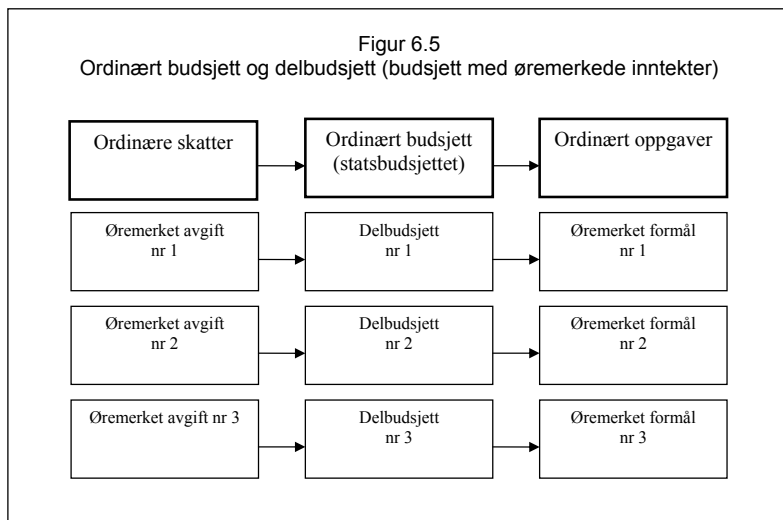 Figur 6.5
Ordinært budsjett og delbudsjett (budsjett med øremerkede inntekter)
Ordinære skatter
Ordinært budsjett
(statsbudsjettet)
Ordinært oppgaver
Øremerket avgift
nr 1
Delbudsjett
nr 1
Øremerket formål
nr 1
Øremerket avgift
nr 2
Delbudsjett
nr 2
Øremerket formål
nr 2
Øremerket avgift nr 3
Delbudsjett
nr 3
Øremerket formål
nr 3